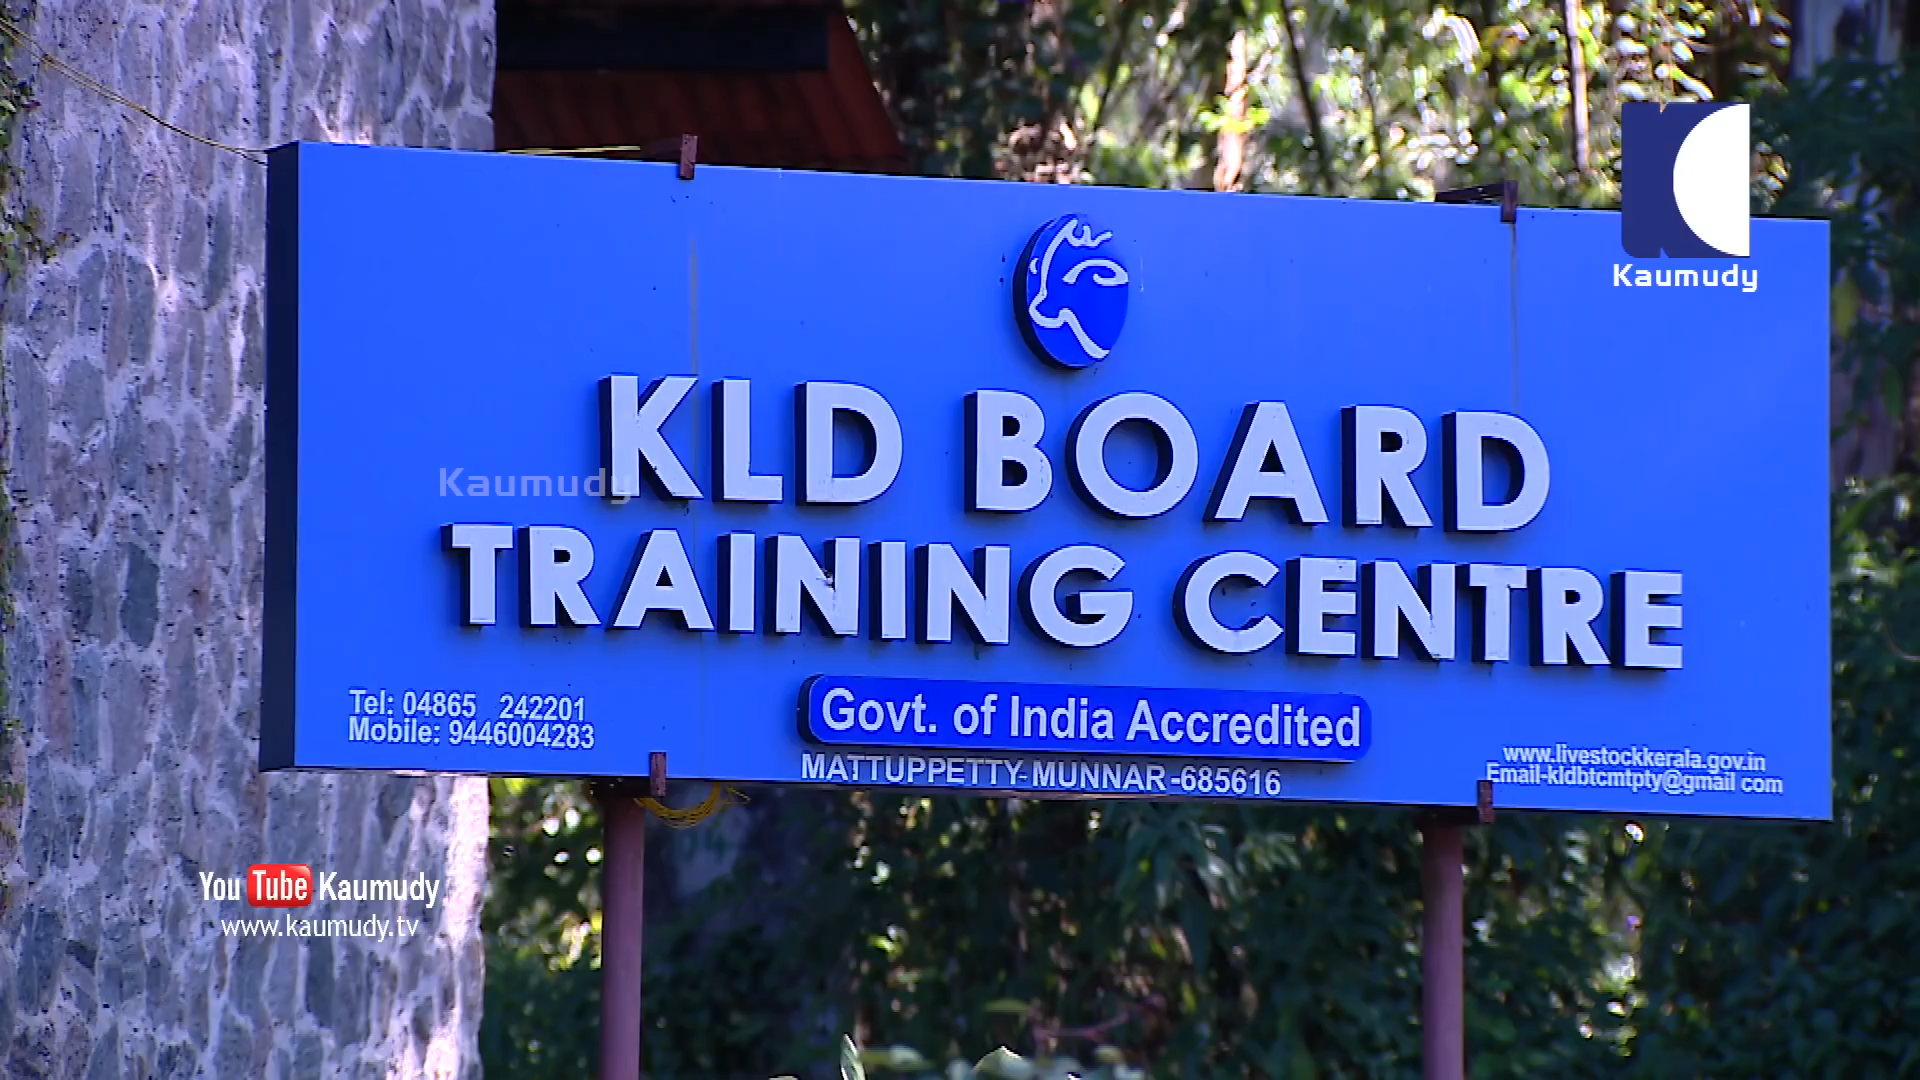 Kaumudy
KLD BOARD
Kaumudy
TRAINING CENTRE
Govt. of India Accredited
Tel: 04865 242201
Mobile: 9446004283
MATTUPPETTY-MUNNAR-685616
www.livestockkerala.gov.in
Email-kldbtcmtpty@gmail com
You Tube Kaumudy
www.kaumudy.tv